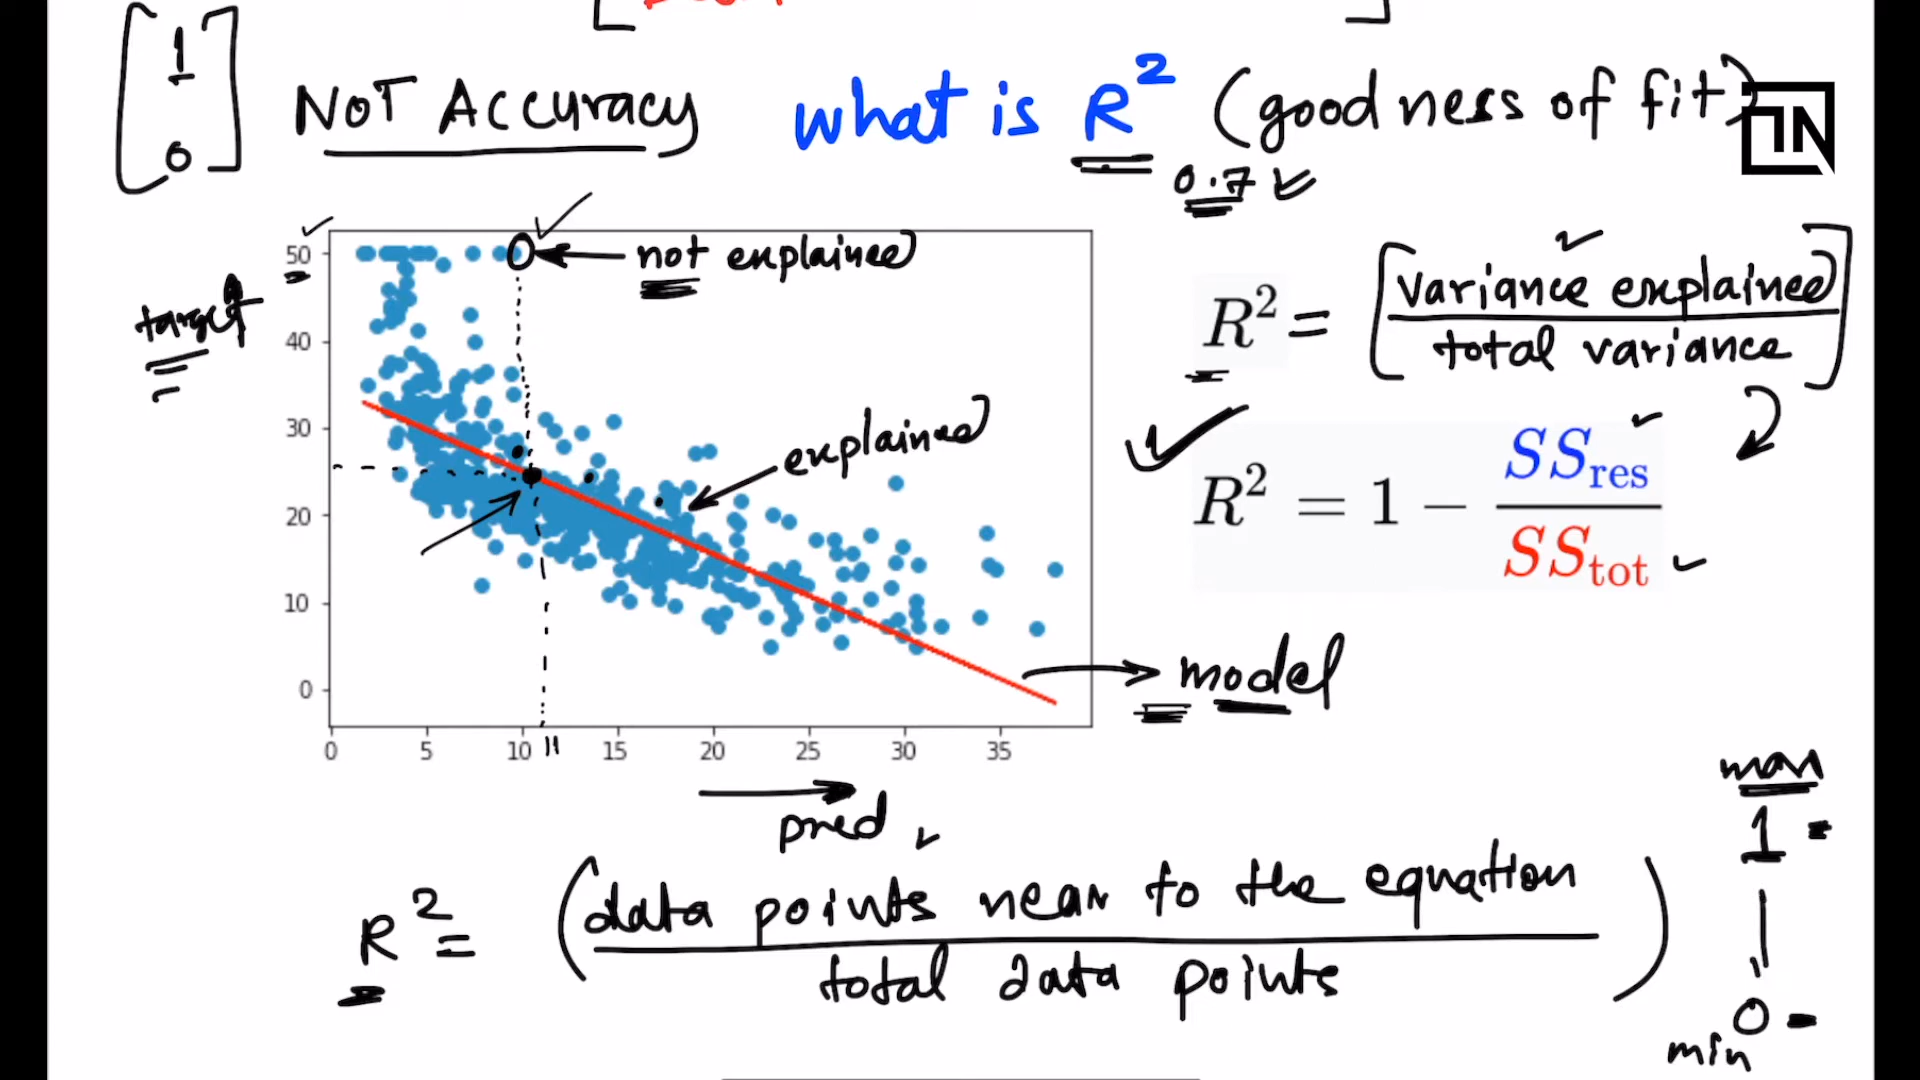 1
0
NOT Accuracy
what is R² (goodness of fit)
0.7
TN
target
50
40
30
20
10
0
0 5 10 11 15 20 25 30 35
not explained
explained
model
pred
R² = [variance explained / total variance]
R² = 1 − SSres / SStot
R² = (data points near to the equation
total data points)
max
1
0
min